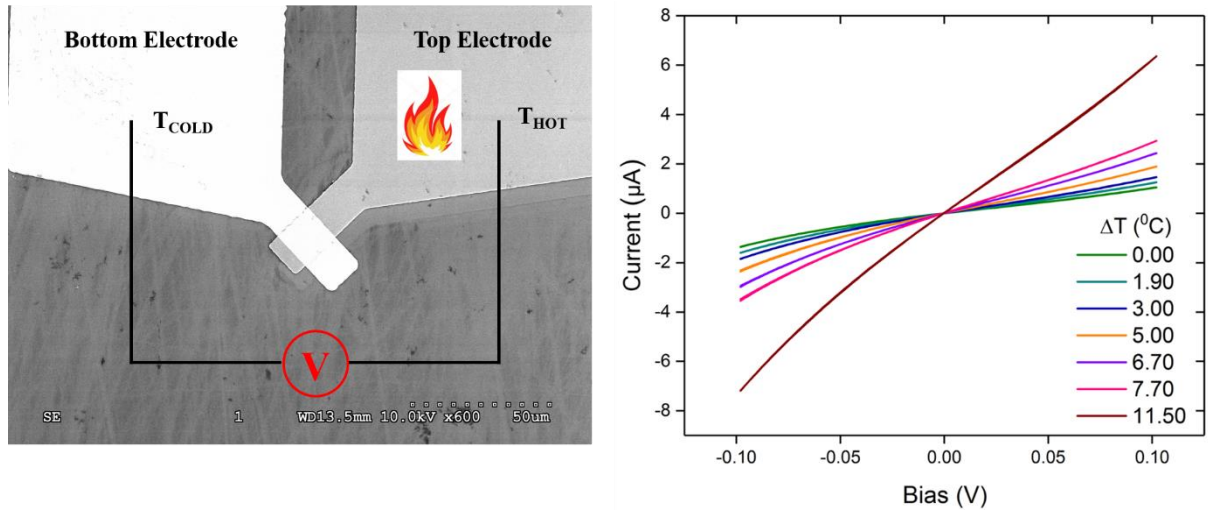 Bottom Electrode
Top Electrode
T_COLD
T_HOT
V
SE
1
WD13.5mm 10.0kV x600 50um
Current (µA)
8
6
4
2
0
-2
-4
-6
-8
ΔT (⁰C)
0.00
1.90
3.00
5.00
6.70
7.70
11.50
-0.10
-0.05
0.00
0.05
0.10
Bias (V)